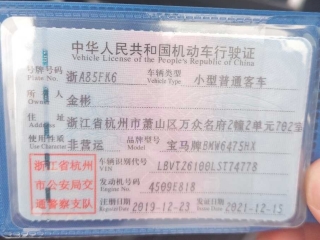 中华人民共和国机动车行驶证
Vehicle License of the People's Republic of China
号牌号码 浙A85FK6 车辆类型 小型普通客车
Plate No. Vehicle Type
所有人 金彬
Owner
住址 浙江省杭州市萧山区万众名府2幢2单元702室
Address
使用性质 非营运 品牌型号 宝马牌BMW6475HX
Use Character Model
浙江省杭州市公安局交通警察支队
车辆识别代号 LBVTZ6100LST74778
VIN
发动机号码 4509E818
Engine No.
注册日期 2019-12-23 发证日期 2021-12-15
Register Date Issue Date